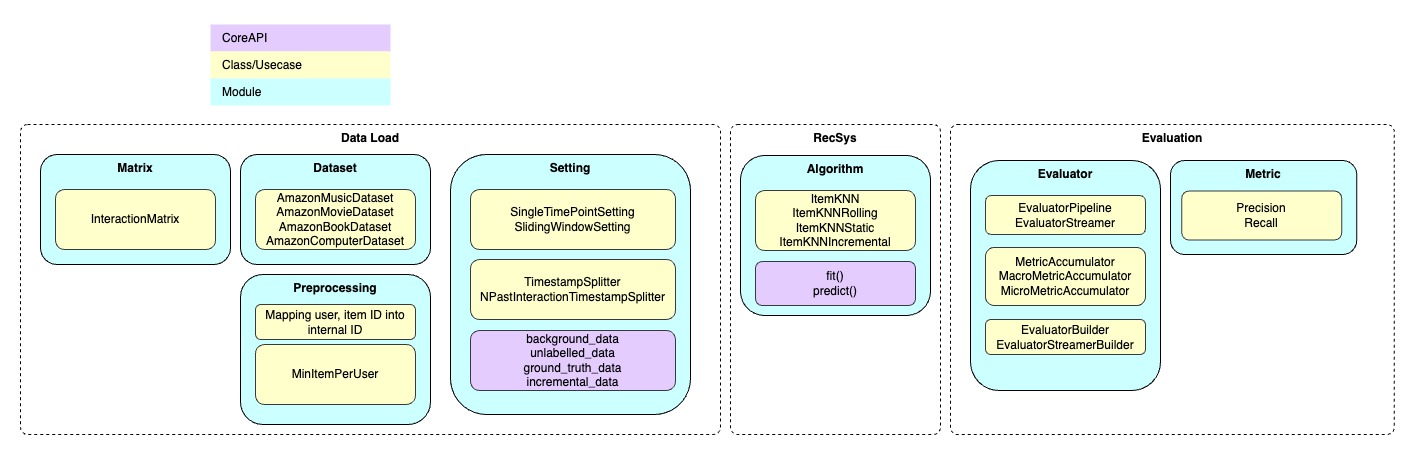 CoreAPI
Class/Usecase
Module
Data Load
Matrix
InteractionMatrix
Dataset
AmazonMusicDataset
AmazonMovieDataset
AmazonBookDataset
AmazonComputerDataset
Preprocessing
Mapping user, item ID into
internal ID
MinItemPerUser
Setting
SingleTimePointSetting
SlidingWindowSetting
TimestampSplitter
NPastInteractionTimestampSplitter
background_data
unlabelled_data
ground_truth_data
incremental_data
RecSys
Algorithm
ItemKNN
ItemKNNRolling
ItemKNNStatic
ItemKNNIncremental
fit()
predict()
Evaluation
Evaluator
EvaluatorPipeline
EvaluatorStreamer
MetricAccumulator
MacroMetricAccumulator
MicroMetricAccumulator
EvaluatorBuilder
EvaluatorStreamerBuilder
Metric
Precision
Recall